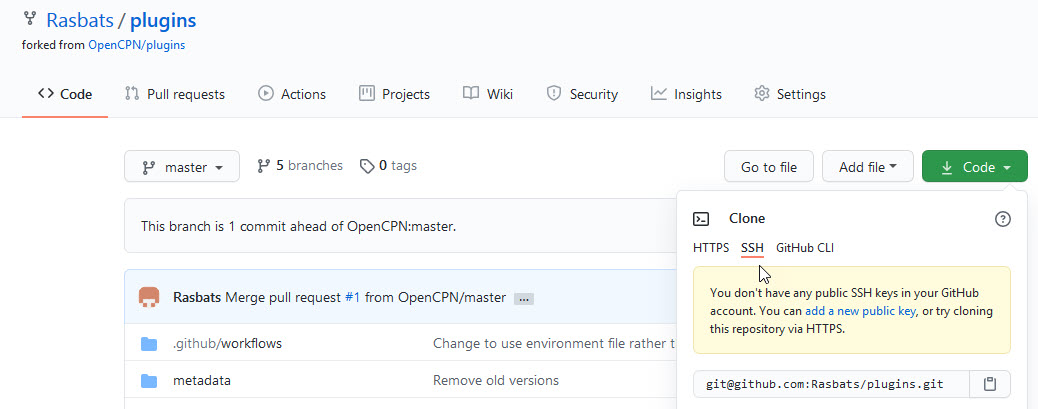 Rasbats / plugins
forked from OpenCPN/plugins
Code Pull requests Actions Projects Wiki Security Insights Settings
master 5 branches 0 tags Go to file Add file Code
This branch is 1 commit ahead of OpenCPN:master.
Clone
HTTPS SSH GitHub CLI
You don't have any public SSH keys in your GitHub
account. You can add a new public key, or try cloning
this repository via HTTPS.
git@github.com:Rasbats/plugins.git
Rasbats Merge pull request #1 from OpenCPN/master ...
.github/workflows Change to use environment file rather t
metadata Remove old versions